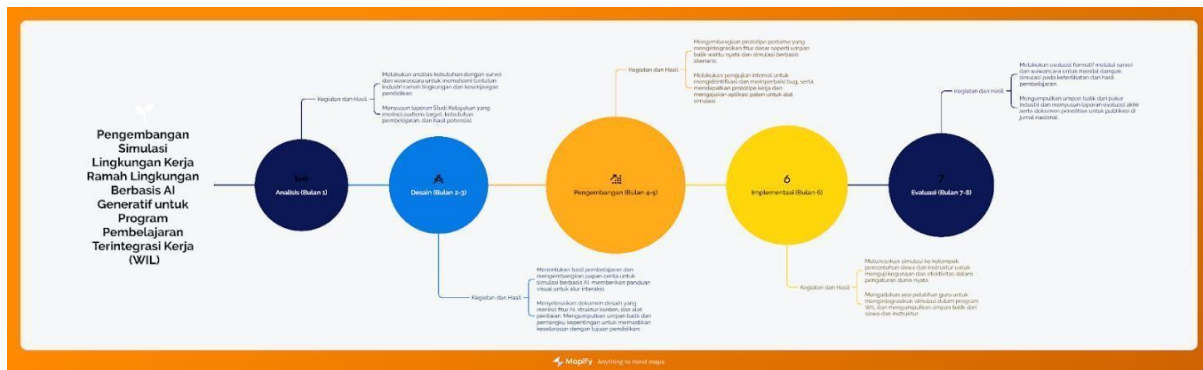 Pengembangan
Simulasi
Lingkungan Kerja
Ramah Lingkungan
Berbasis AI
Generatif untuk
Program
Pembelajaran
Terintegrasi Kerja
(WIL)
Analisis (Bulan 1)
Kegiatan dan Hasil
Melakukan analisis kebutuhan dengan survei
dan wawancara untuk memahami tuntutan
industri ramah lingkungan dan kesenjangan
pendidikan.
Menyusun laporan Studi Kelayakan yang
merinci audiens target, kebutuhan
pembelajaran, dan hasil potensial.
Desain (Bulan 2-3)
Kegiatan dan Hasil
Menentukan hasil pembelajaran dan
mengembangkan papan cerita untuk
simulasi berbasis AI, memberikan panduan
visual untuk alur interaksi.
Menyelesaikan dokumen desain yang
merinci fitur AI, struktur konten, dan alat
penilaian. Mengumpulkan umpan balik dari
pemangku kepentingan untuk memastikan
keselarasan dengan tujuan pendidikan.
Pengembangan (Bulan 4-5)
Kegiatan dan Hasil
Mengembangkan prototipe pertama yang
mengintegrasikan fitur dasar seperti umpan
balik waktu nyata dan simulasi berbasis
skenario.
Melakukan pengujian internal untuk
mengidentifikasi dan memperbaiki bug, serta
mendapatkan prototipe kerja dan
mengajukan aplikasi paten untuk alat
simulasi.
6
Implementasi (Bulan 6)
Kegiatan dan Hasil
Meluncurkan simulasi ke kelompok
percontohan siswa dan instruktur untuk
menguji kegunaan dan efektivitas dalam
pengaturan dunia nyata.
Mengadakan sesi pelatihan guru untuk
mengintegrasikan simulasi dalam program
WIL dan mengumpulkan umpan balik dari
siswa dan instruktur.
7
Evaluasi (Bulan 7-8)
Kegiatan dan Hasil
Melakukan evaluasi formatif melalui survei
dan wawancara untuk menilai dampak
simulasi pada keterlibatan dan hasil
pembelajaran.
Mengumpulkan umpan balik dari pakar
industri dan menyusun laporan evaluasi akhir
serta dokumen penelitian untuk publikasi di
jurnal nasional.
Mapify Anything to mind maps